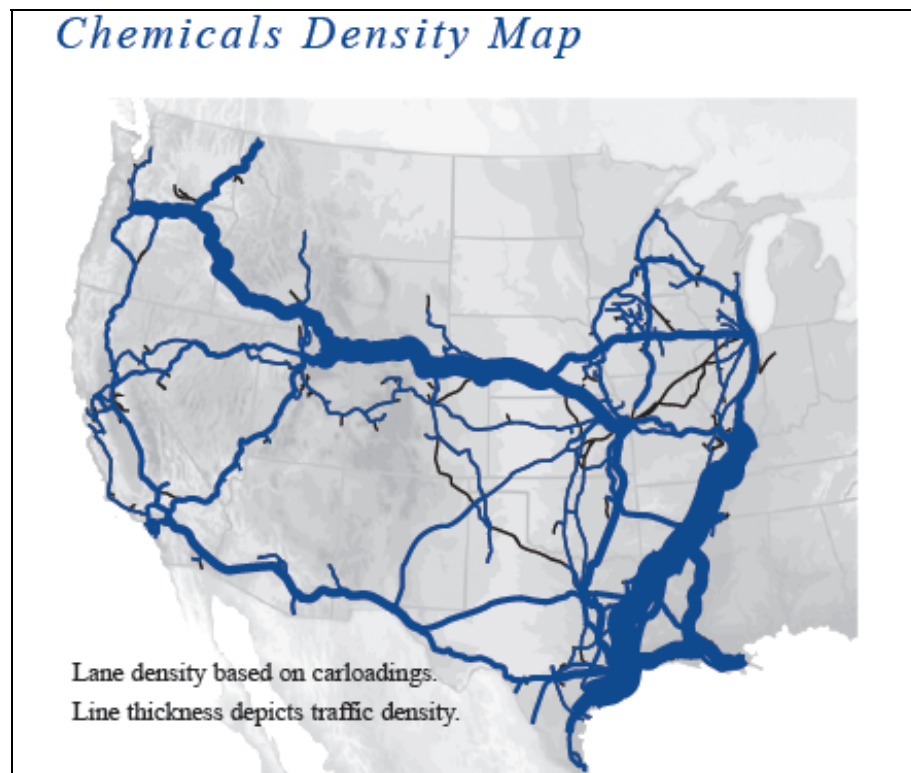 Chemicals Density Map
Lane density based on carloadings.
Line thickness depicts traffic density.